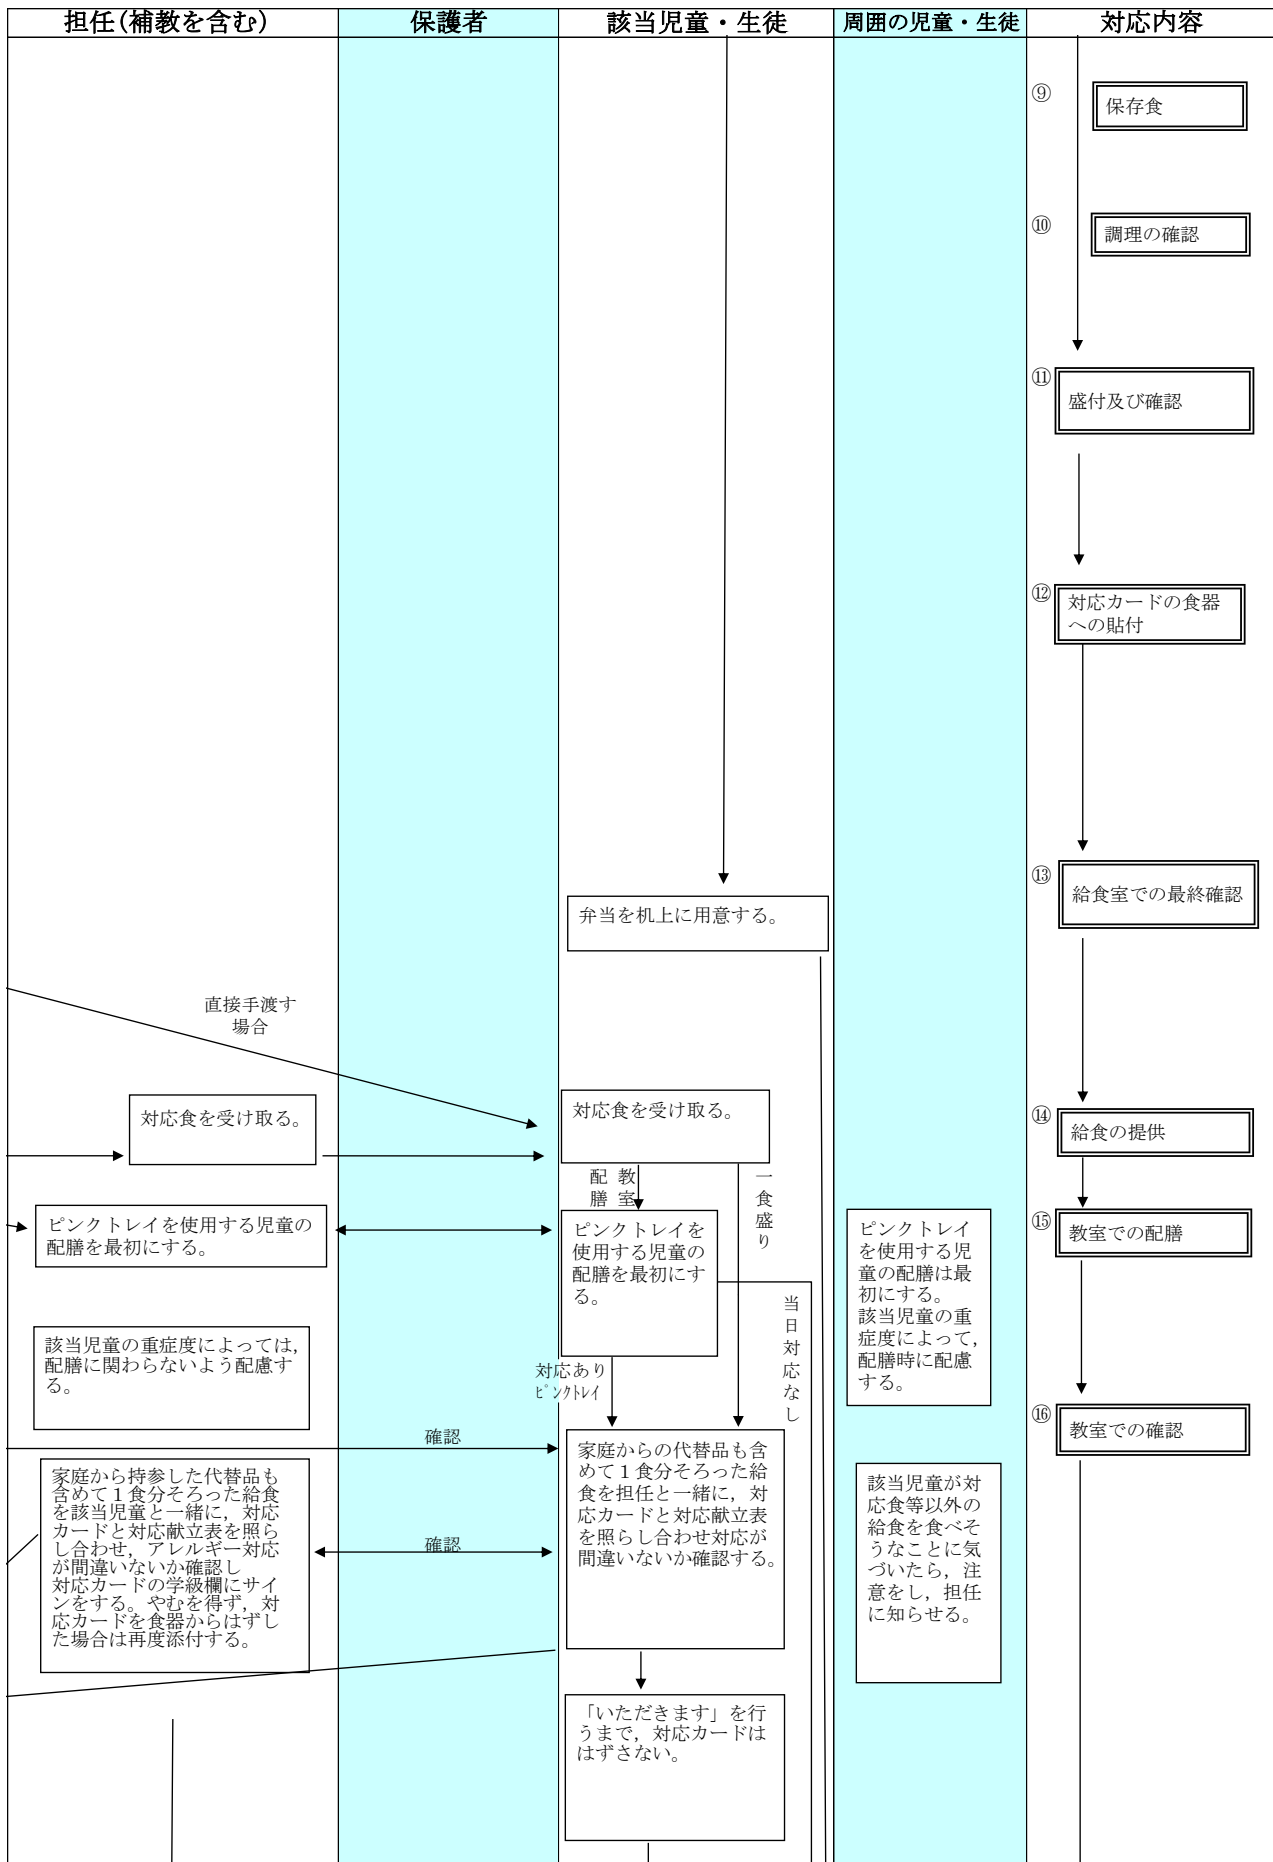 担任(補教を含む)
保護者
該当児童・生徒
周囲の児童・生徒
対応内容
⑨
保存食
⑩
調理の確認
⑪
盛付及び確認
⑫
対応カードの食器
への貼付
⑬
給食室での最終確認
弁当を机上に用意する。
直接手渡す
場合
対応食を受け取る。
対応食を受け取る。
⑭
給食の提供
教室
配膳
一食盛り
ピンクトレイを使用する児童の
配膳を最初にする。
ピンクトレイを
使用する児童の
配膳を最初にす
る。
ピンクトレイ
を使用する児
童の配膳は最
初にする。
該当児童の重
症度によって，
配膳時に配慮
する。
⑮
教室での配膳
該当児童の重症度によっては，
配膳に関わらないよう配慮す
る。
対応あり
ﾋﾟﾝｸﾄﾚｲ
当日対応なし
⑯
教室での確認
確認
家庭から持参した代替品も
含めて１食分そろった給食
を該当児童と一緒に，対応
カードと対応献立表を照ら
し合わせ，アレルギー対応
が間違いないか確認し
対応カードの学級欄にサイ
ンをする。やむを得ず，対
応カードを食器からはずし
た場合は再度添付する。
確認
家庭からの代替品も含
めて１食分そろった給
食を担任と一緒に，対
応カードと対応献立表
を照らし合わせ対応が
間違いないか確認する。
該当児童が対
応食等以外の
給食を食べそ
うなことに気
づいたら，注
意をし，担任
に知らせる。
「いただきます」を行
うまで，対応カードは
はずさない。